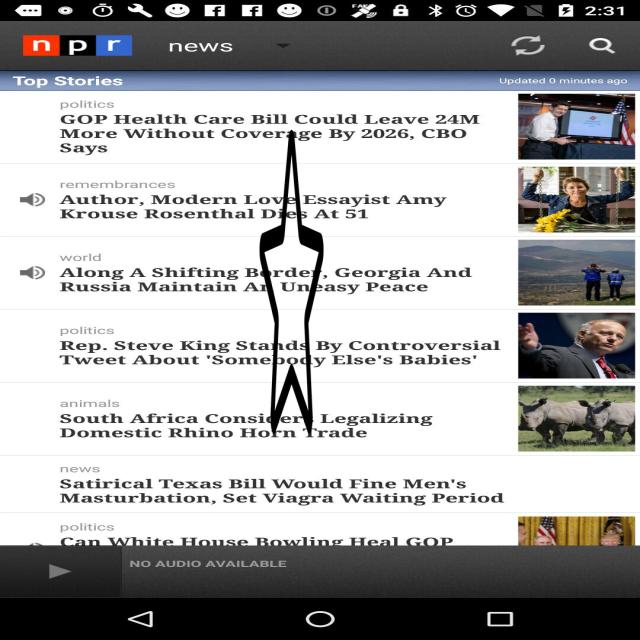 2:31
npr news
Top Stories Updated 0 minutes ago
politics
GOP Health Care Bill Could Leave 24M
More Without Coverage By 2026, CBO
Says
remembrances
Author, Modern Love Essayist Amy
Krouse Rosenthal Dies At 51
world
Along A Shifting Border, Georgia And
Russia Maintain An Uneasy Peace
politics
Rep. Steve King Stands By Controversial
Tweet About 'Somebody Else's Babies'
animals
South Africa Considers Legalizing
Domestic Rhino Horn Trade
news
Satirical Texas Bill Would Fine Men's
Masturbation, Set Viagra Waiting Period
politics
Can White House Bowling Heal GOP
NO AUDIO AVAILABLE